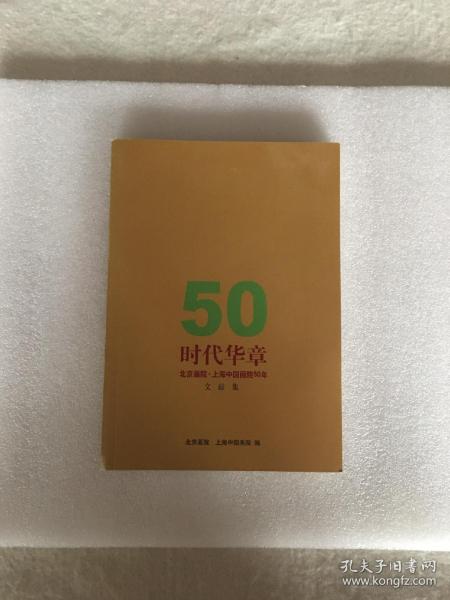 50
时代华章
北京画院·上海中国画院50年
文献集
北京画院 上海中国画院 编
孔夫子旧书网
www.kongfz.com